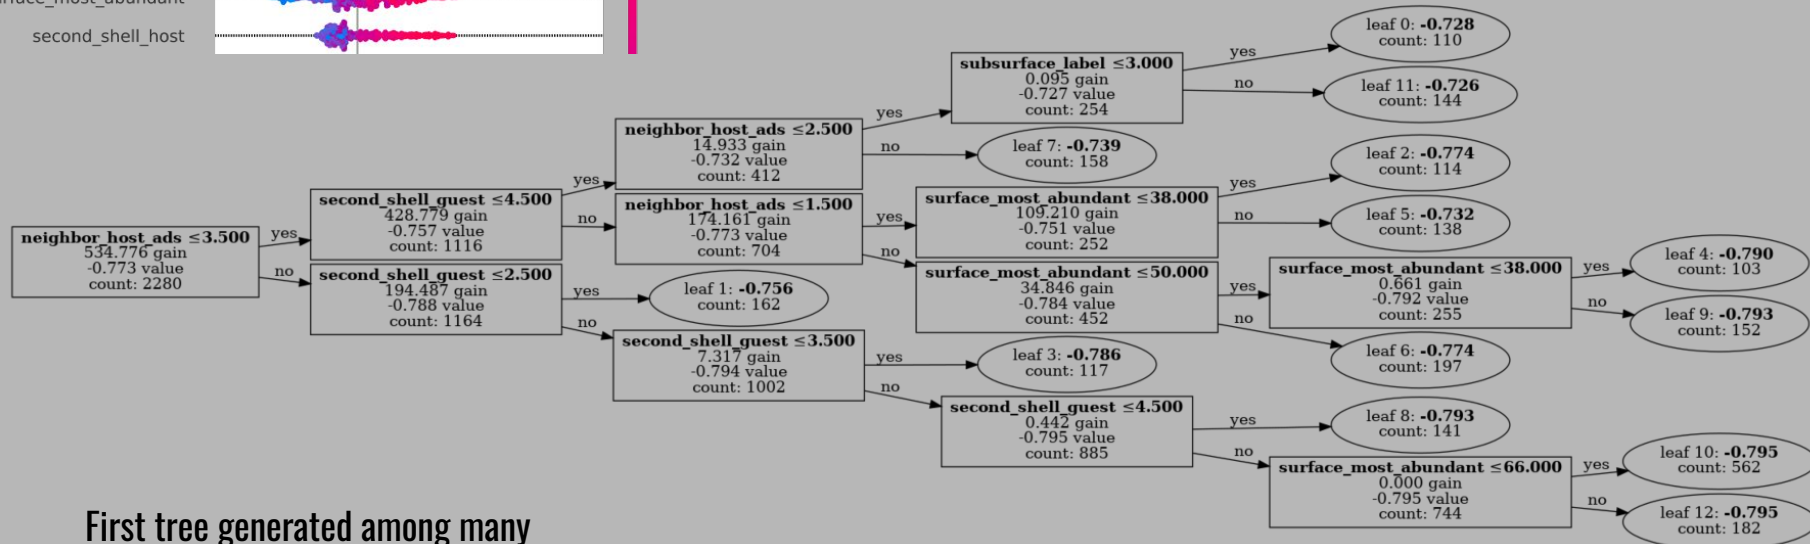 second_shell_host
neighbor_host_ads ≤3.500
534.776 gain
-0.773 value
count: 2280
yes
no
second_shell_guest ≤4.500
428.779 gain
-0.757 value
count: 1116
yes
no
second_shell_guest ≤2.500
194.487 gain
-0.788 value
count: 1164
yes
no
neighbor_host_ads ≤2.500
14.933 gain
-0.732 value
count: 412
yes
no
neighbor_host_ads ≤1.500
174.161 gain
-0.773 value
count: 704
yes
no
leaf 1: -0.756
count: 162
second_shell_guest ≤3.500
7.317 gain
-0.794 value
count: 1002
yes
no
subsurface_label ≤3.000
0.095 gain
-0.727 value
count: 254
yes
no
leaf 7: -0.739
count: 158
surface_most_abundant ≤38.000
109.210 gain
-0.751 value
count: 252
yes
no
surface_most_abundant ≤50.000
34.846 gain
-0.784 value
count: 452
yes
no
leaf 3: -0.786
count: 117
second_shell_guest ≤4.500
0.442 gain
-0.795 value
count: 885
yes
no
leaf 0: -0.728
count: 110
leaf 11: -0.726
count: 144
leaf 2: -0.774
count: 114
leaf 5: -0.732
count: 138
surface_most_abundant ≤38.000
0.661 gain
-0.792 value
count: 255
yes
no
leaf 6: -0.774
count: 197
leaf 8: -0.793
count: 141
surface_most_abundant ≤66.000
0.000 gain
-0.795 value
count: 744
yes
no
leaf 4: -0.790
count: 103
leaf 9: -0.793
count: 152
leaf 10: -0.795
count: 562
leaf 12: -0.795
count: 182
First tree generated among many